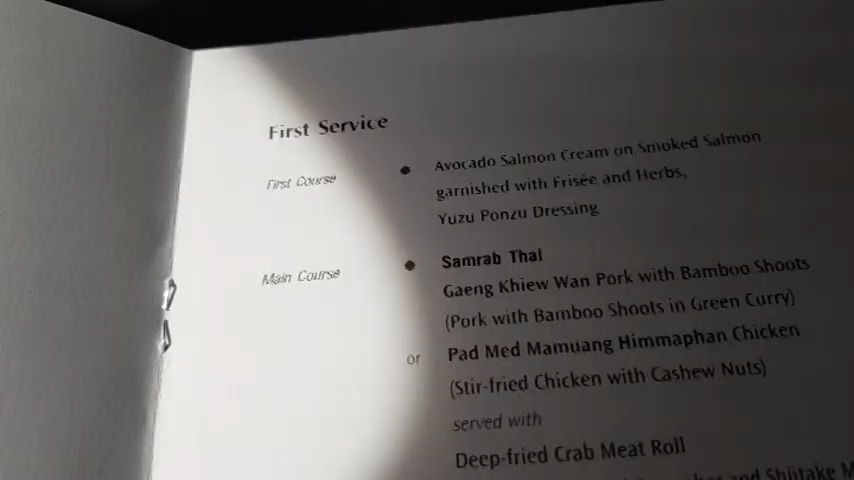 First Service
First Course
Avocado Salmon Cream on Smoked Salmon
garnished with Frisée and Herbs,
Yuzu Ponzu Dressing
Main Course
Samrab Thai
Gaeng Khiew Wan Pork with Bamboo Shoots
(Pork with Bamboo Shoots in Green Curry)
or Pad Med Mamuang Himmaphan Chicken
(Stir-fried Chicken with Cashew Nuts)
served with
Deep-fried Crab Meat Roll
and Shiitake